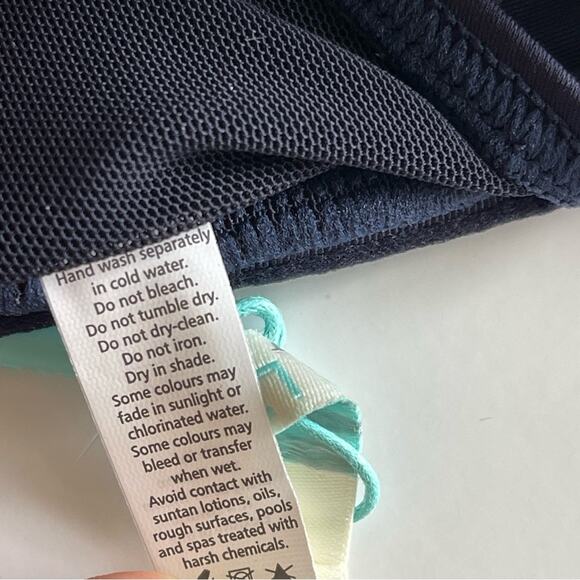 Hand wash separately
in cold water.
Do not bleach.
Do not tumble dry.
Do not dry-clean.
Do not iron.
Dry in shade.
Some colours may
fade in sunlight or
chlorinated water.
Some colours may
bleed or transfer
when wet.
Avoid contact with
suntan lotions, oils,
rough surfaces, pools
and spas treated with
harsh chemicals.